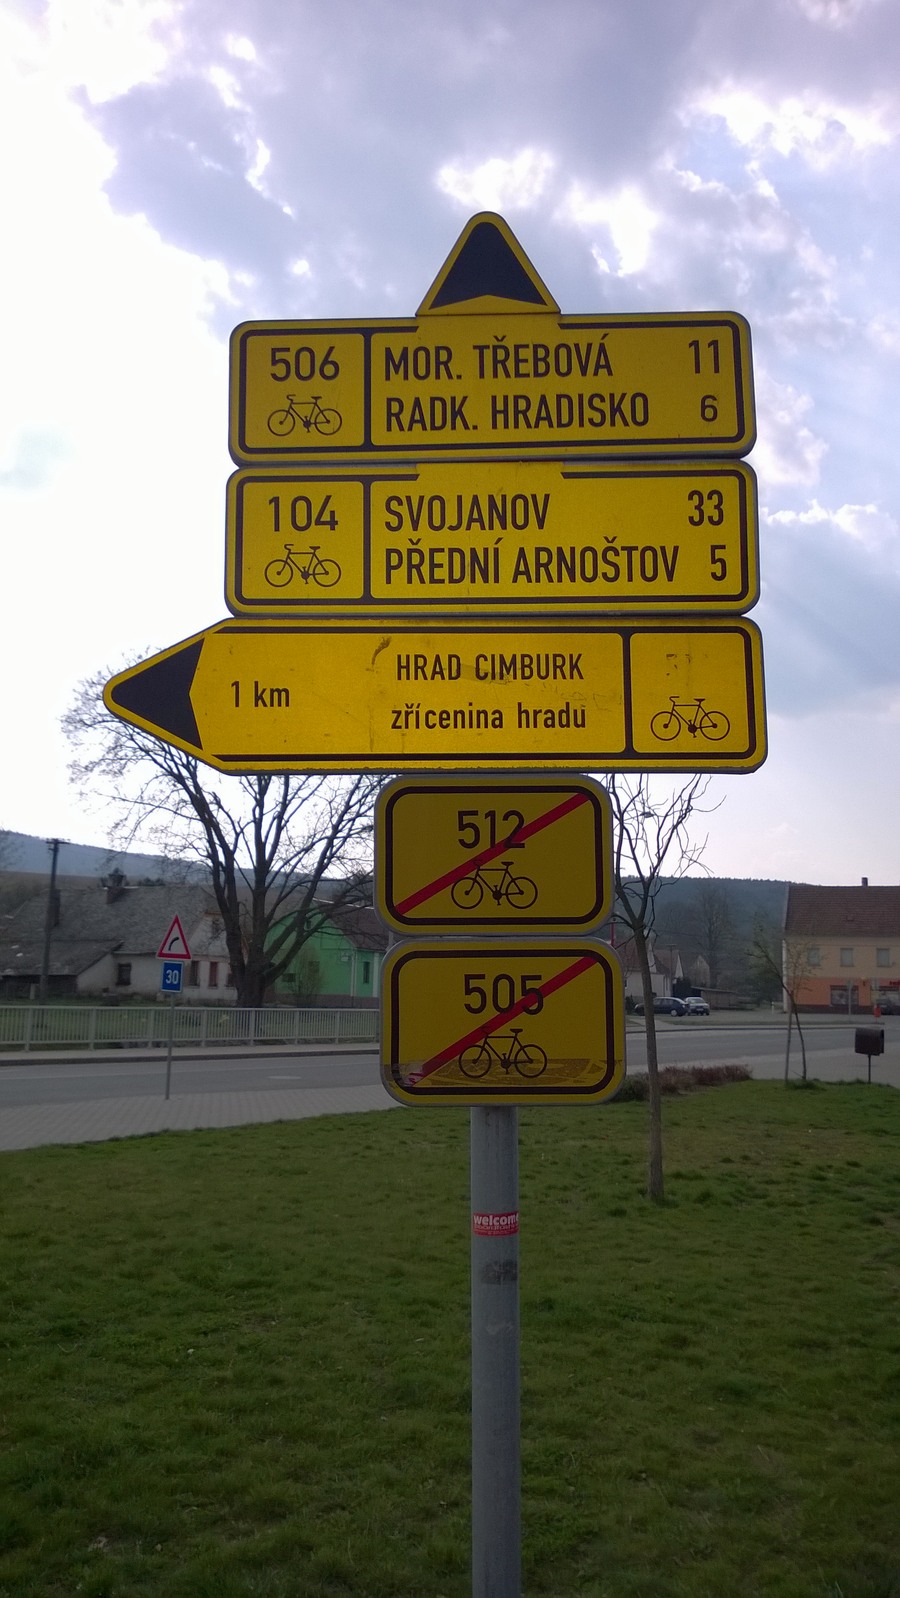 506
MOR. TŘEBOVÁ 11
RADK. HRADISKO 6
104
SVOJANOV 33
PŘEDNÍ ARNOŠTOV 5
1 km
HRAD CIMBURK
zřícenina hradu
512
505
30
welcome